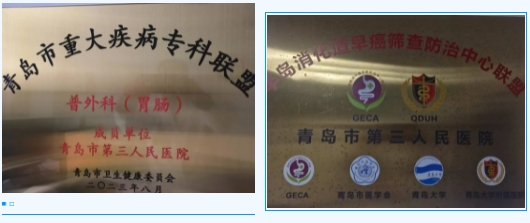 青岛市重大疾病专科联盟
普外科（胃肠）
成员单位
青岛市第三人民医院
青岛市卫生健康委员会
二〇二三年八月
岛消化道早癌筛查防治中心联盟
GECA
QDUH
青岛市第三人民医院
GECA
青岛市医学会
青岛大学